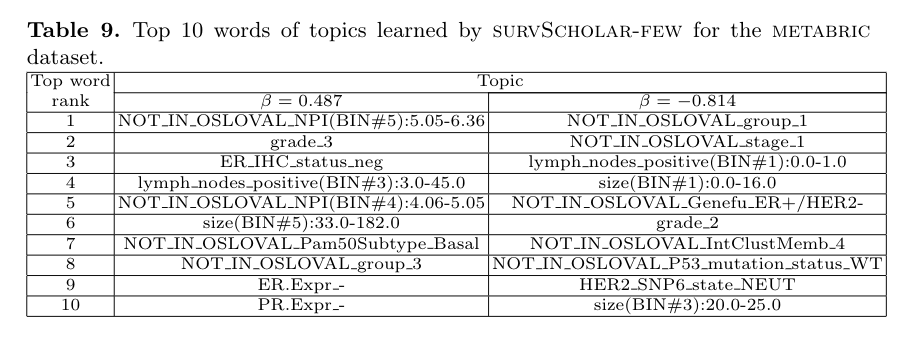 Table 9. Top 10 words of topics learned by SURVSCHOLAR-FEW for the METABRIC
dataset.
Top word Topic
rank β = 0.487 β = −0.814
1 NOT_IN_OSLOVAL_NPI(BIN#5):5.05-6.36 NOT_IN_OSLOVAL_group_1
2 grade_3 NOT_IN_OSLOVAL_stage_1
3 ER_IHC_status_neg lymph_nodes_positive(BIN#1):0.0-1.0
4 lymph_nodes_positive(BIN#3):3.0-45.0 size(BIN#1):0.0-16.0
5 NOT_IN_OSLOVAL_NPI(BIN#4):4.06-5.05 NOT_IN_OSLOVAL_Genefu_ER+/HER2-
6 size(BIN#5):33.0-182.0 grade_2
7 NOT_IN_OSLOVAL_Pam50Subtype_Basal NOT_IN_OSLOVAL_IntClustMemb_4
8 NOT_IN_OSLOVAL_group_3 NOT_IN_OSLOVAL_P53_mutation_status_WT
9 ER.Expr_- HER2_SNP6_state_NEUT
10 PR.Expr_- size(BIN#3):20.0-25.0